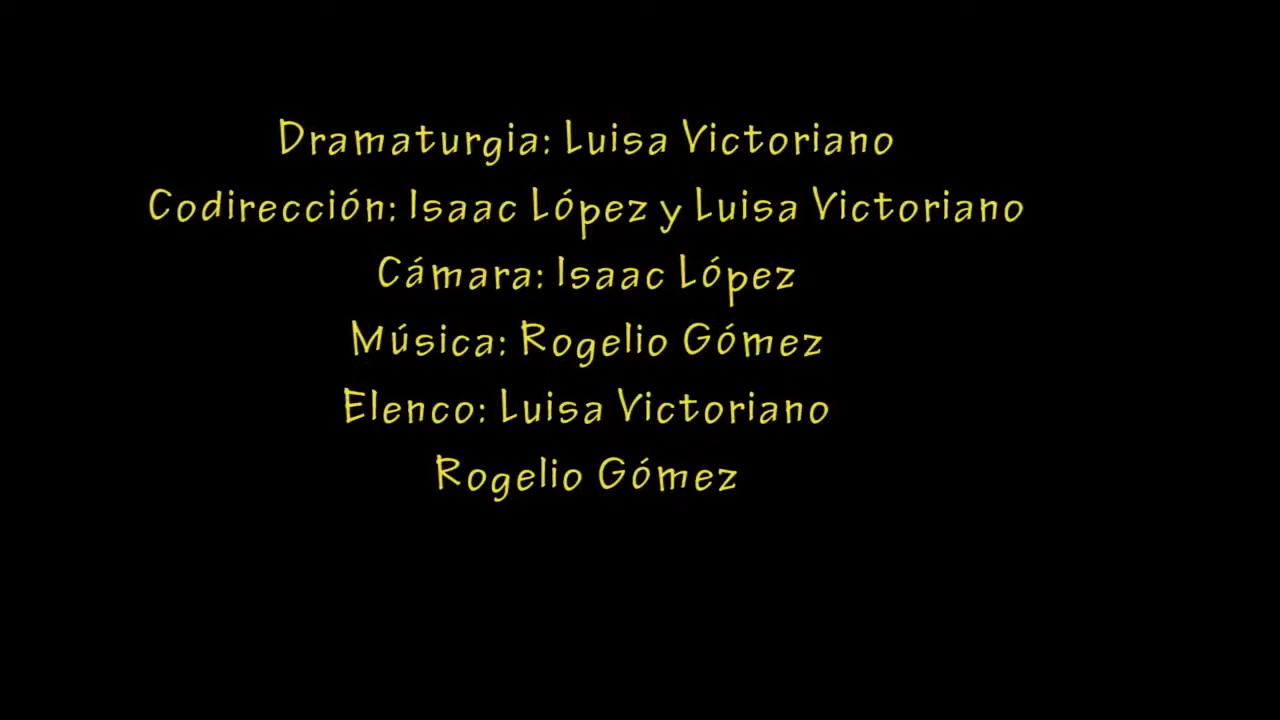 Dramaturgia: Luisa Victoriano
Codirección: Isaac López y Luisa Victoriano
Cámara: Isaac López
Música: Rogelio Gómez
Elenco: Luisa Victoriano
Rogelio Gómez